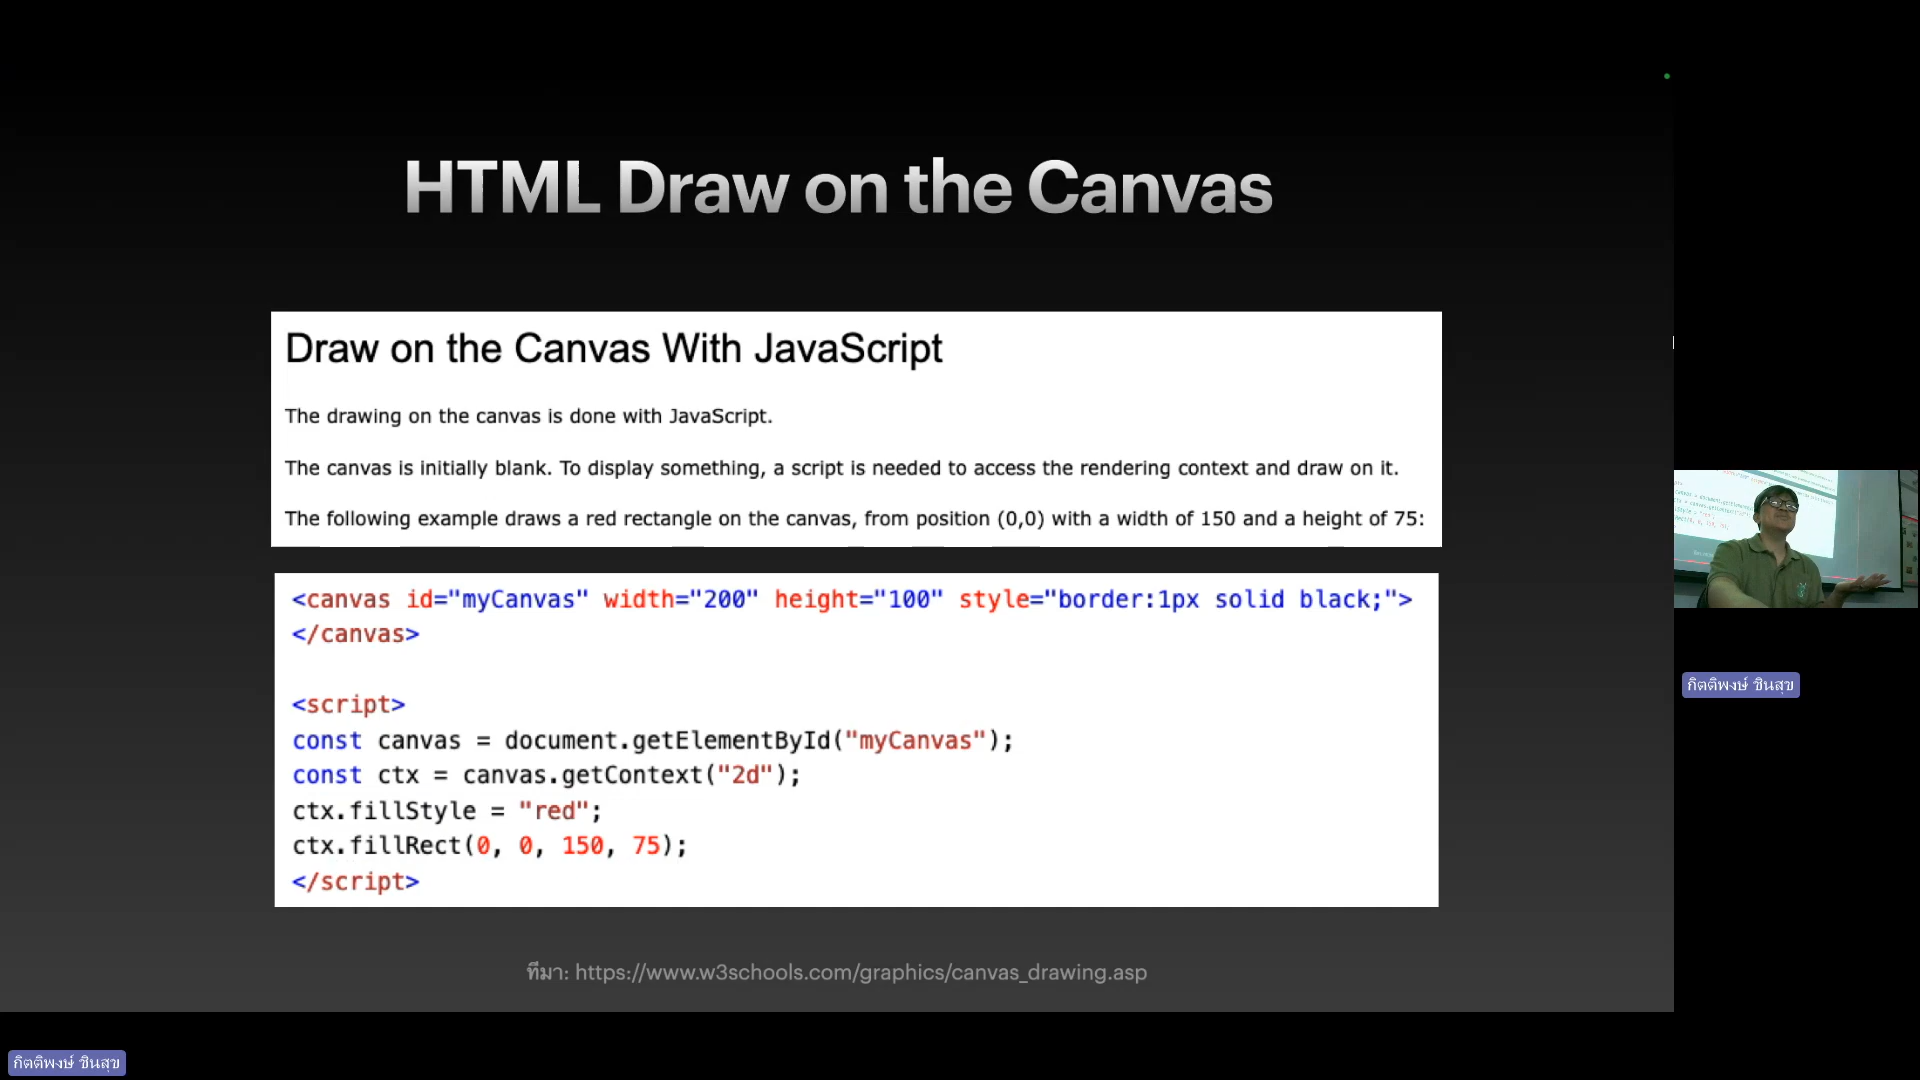 HTML Draw on the Canvas
Draw on the Canvas With JavaScript
The drawing on the canvas is done with JavaScript.
The canvas is initially blank. To display something, a script is needed to access the rendering context and draw on it.
The following example draws a red rectangle on the canvas, from position (0,0) with a width of 150 and a height of 75:
<canvas id="myCanvas" width="200" height="100" style="border:1px solid black;">
</canvas>
<script>
const canvas = document.getElementById("myCanvas");
const ctx = canvas.getContext("2d");
ctx.fillStyle = "red";
ctx.fillRect(0, 0, 150, 75);
</script>
ที่มา: https://www.w3schools.com/graphics/canvas_drawing.asp
กิตติพงษ์ ชินสุข
กิตติพงษ์ ชินสุข